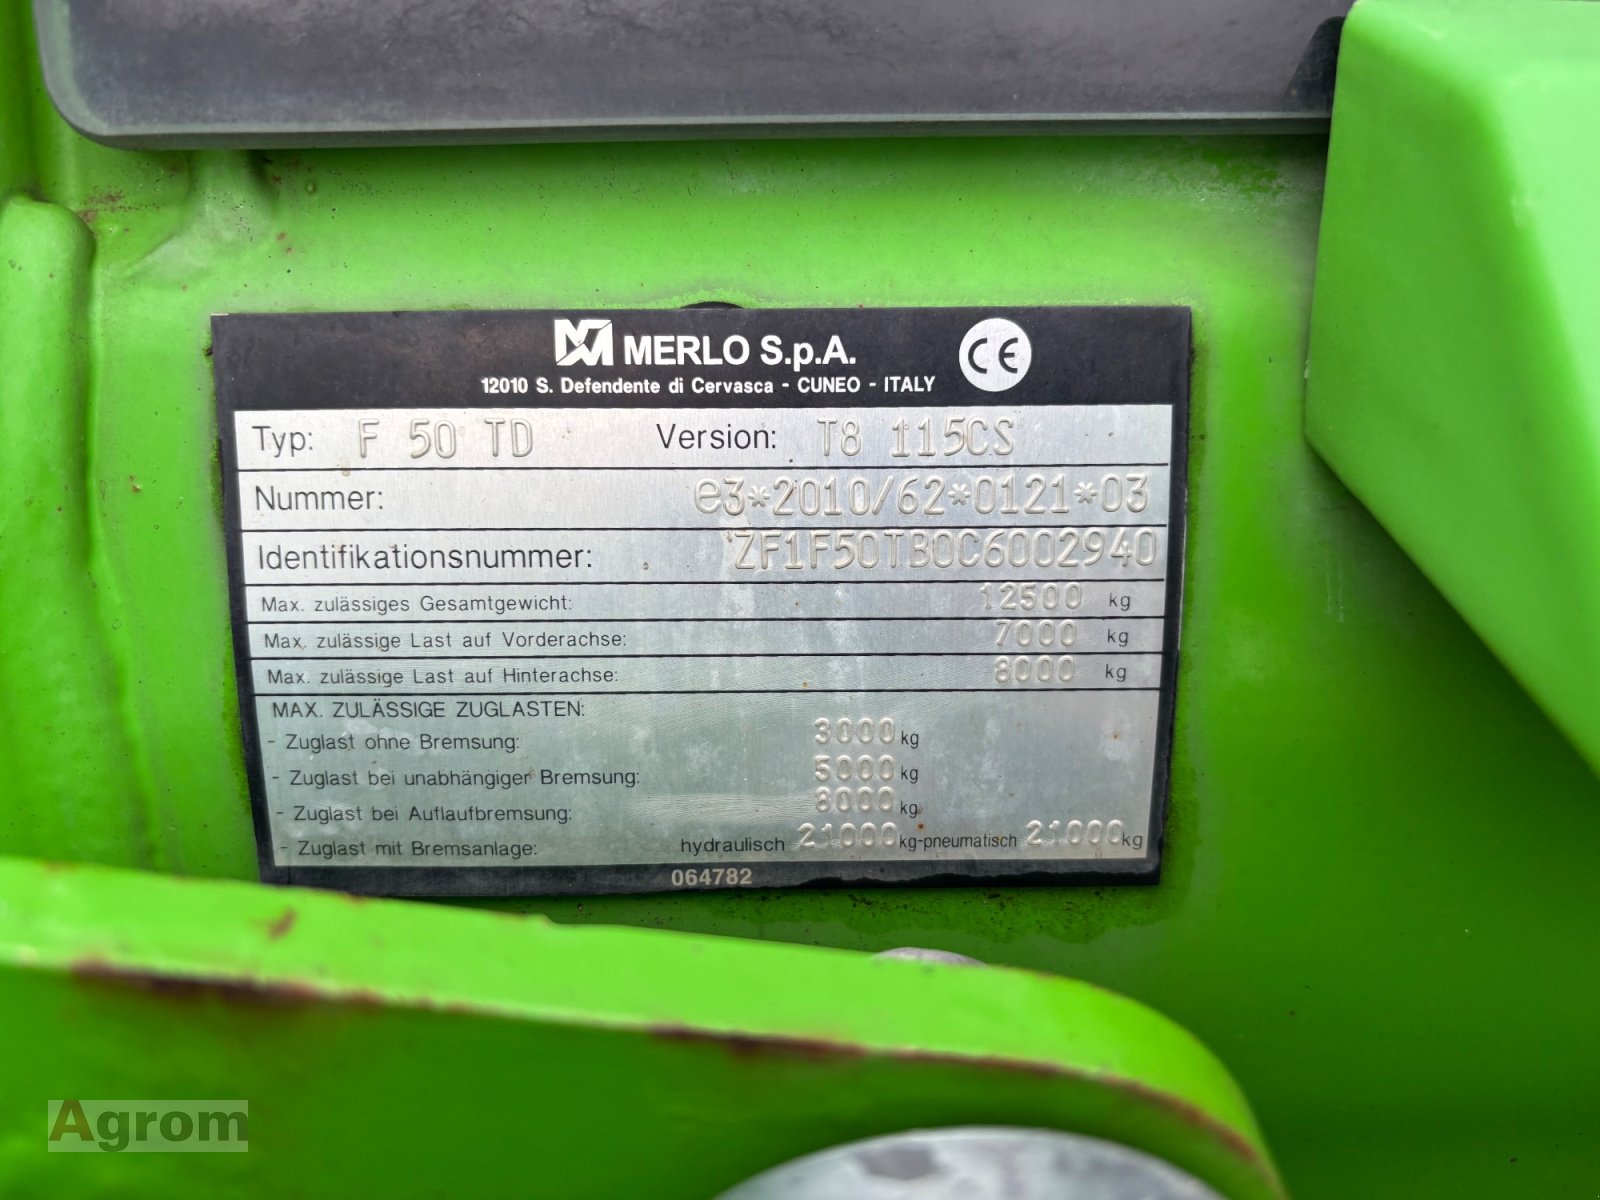 MERLO S.p.A. CE
12010 S. Defendente di Cervasca - CUNEO - ITALY
Typ: F 50 TD Version: T8 115CS
Nummer: e3*2010/62*0121*03
Identifikationsnummer: ZF1F50TB0C6002940
Max. zulässiges Gesamtgewicht: 12500 kg
Max. zulässige Last auf Vorderachse: 7000 kg
Max. zulässige Last auf Hinterachse: 8000 kg
MAX. ZULÄSSIGE ZUGLASTEN:
- Zuglast ohne Bremsung: 3000 kg
- Zuglast bei unabhängiger Bremsung: 5000 kg
- Zuglast bei Auflaufbremsung: 8000 kg
- Zuglast mit Bremsanlage: hydraulisch 21000 kg-pneumatisch 21000 kg
064782
Agrom